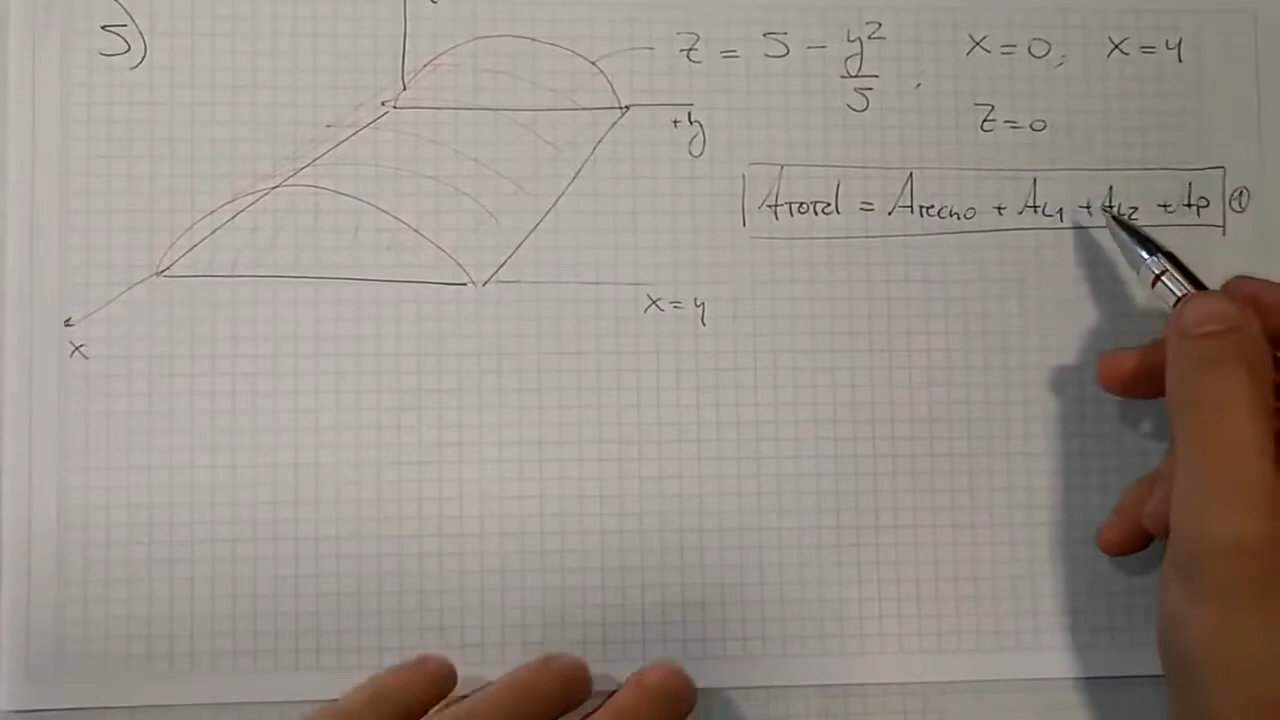 5)
z = 5 - y²/5, x=0; x=4
z=0
+y
ATOTAL = ATECHO + AL1 + AL2 + AP ①
x=4
x